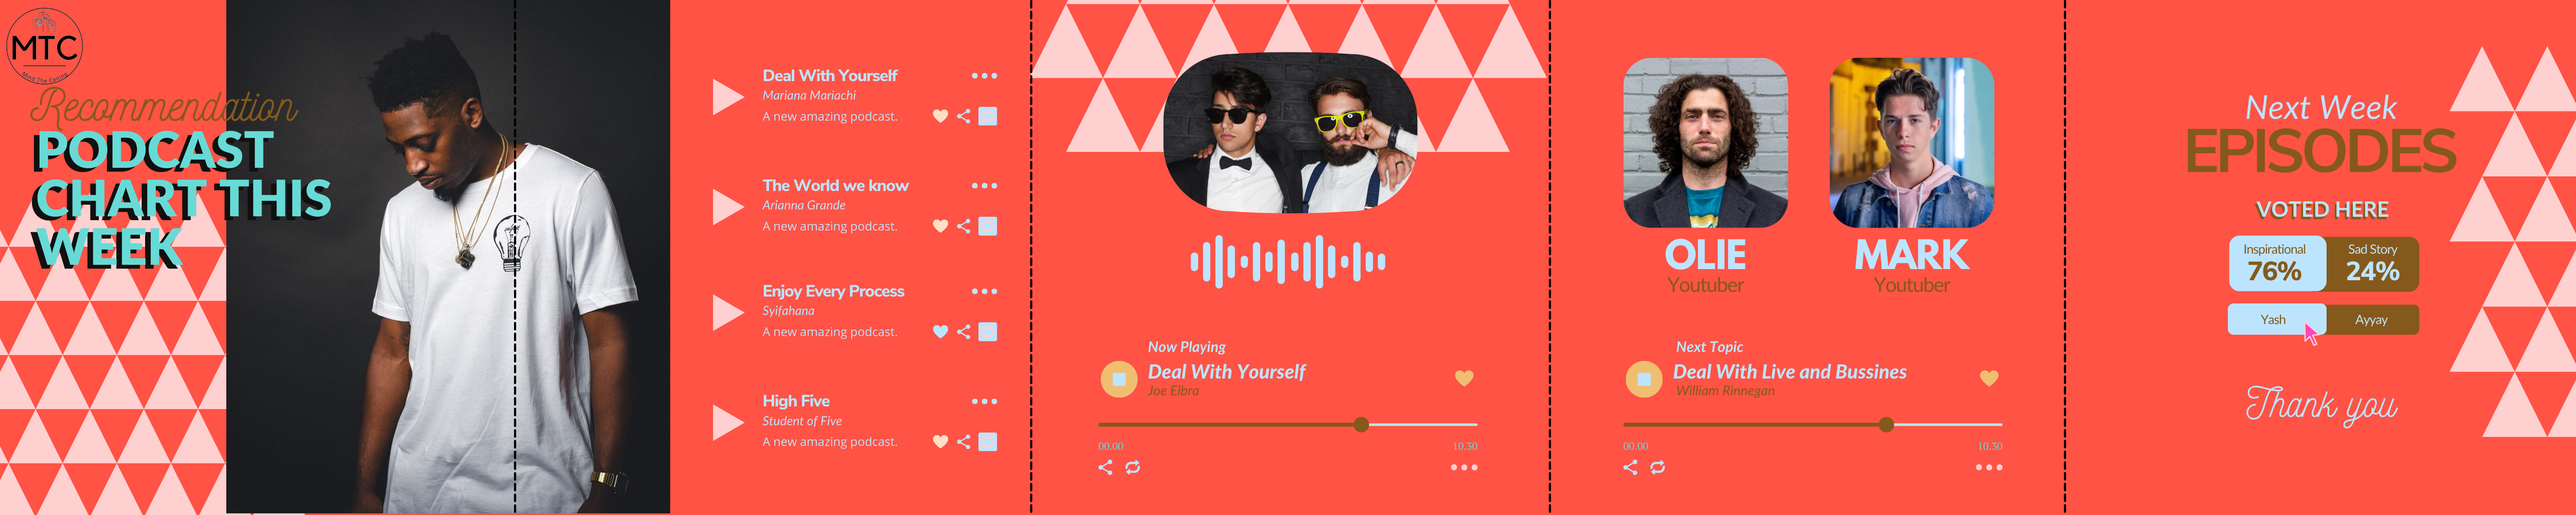 MTC
Mind The Ceiling
Recommendation
PODCAST
CHART THIS
WEEK
Deal With Yourself
Mariana Mariachi
A new amazing podcast.
The World we know
Arianna Grande
A new amazing podcast.
Enjoy Every Process
Syifahana
A new amazing podcast.
High Five
Student of Five
A new amazing podcast.
Now Playing
Deal With Yourself
Joe Elbra
00.00
10.30
OLIE
Youtuber
MARK
Youtuber
Next Topic
Deal With Live and Bussines
William Rinnegan
00.00
10.30
Next Week
EPISODES
VOTED HERE
Inspirational
76%
Sad Story
24%
Yash
Ayyay
Thank you